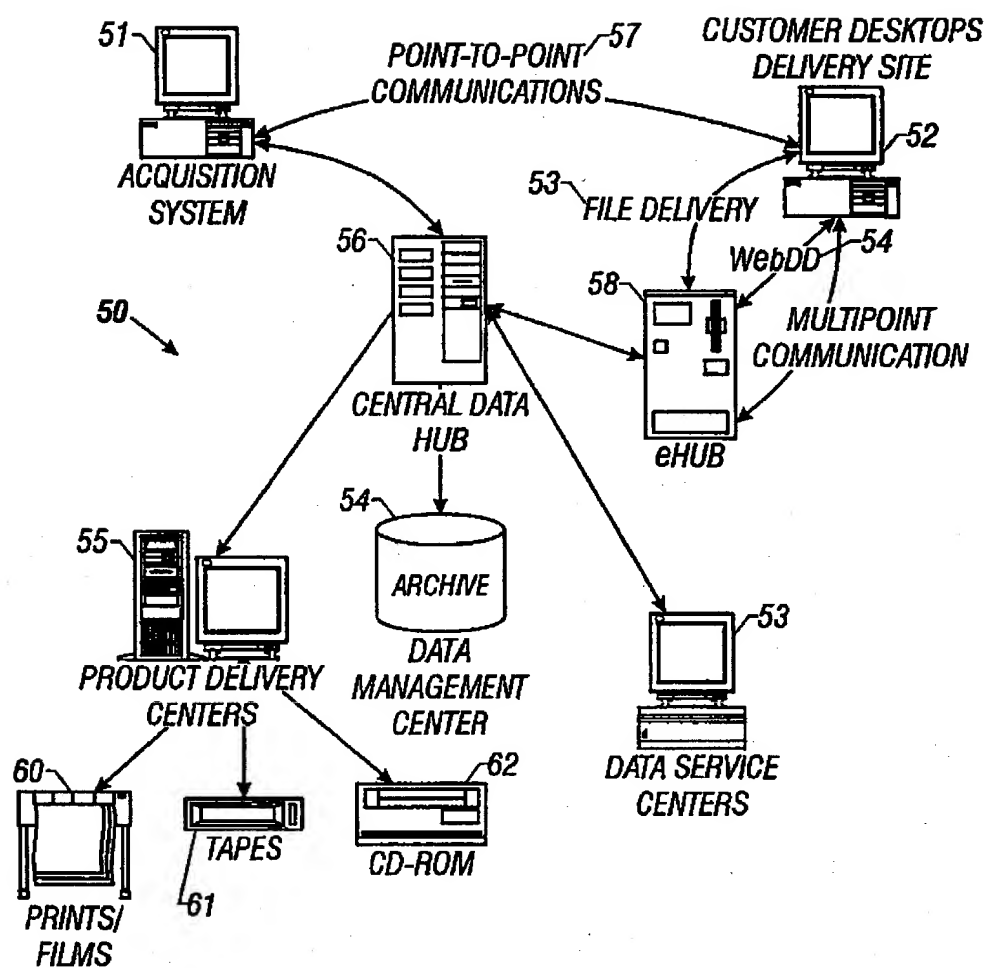 51
POINT-TO-POINT 57
COMMUNICATIONS
CUSTOMER DESKTOPS
DELIVERY SITE
52
ACQUISITION
SYSTEM
53 FILE DELIVERY
WebDD 54
56
58
50
MULTIPOINT
COMMUNICATION
CENTRAL DATA
HUB
eHUB
54
ARCHIVE
DATA
MANAGEMENT
CENTER
55
PRODUCT DELIVERY
CENTERS
53
DATA SERVICE
CENTERS
60
PRINTS/
FILMS
TAPES
61
62
CD-ROM